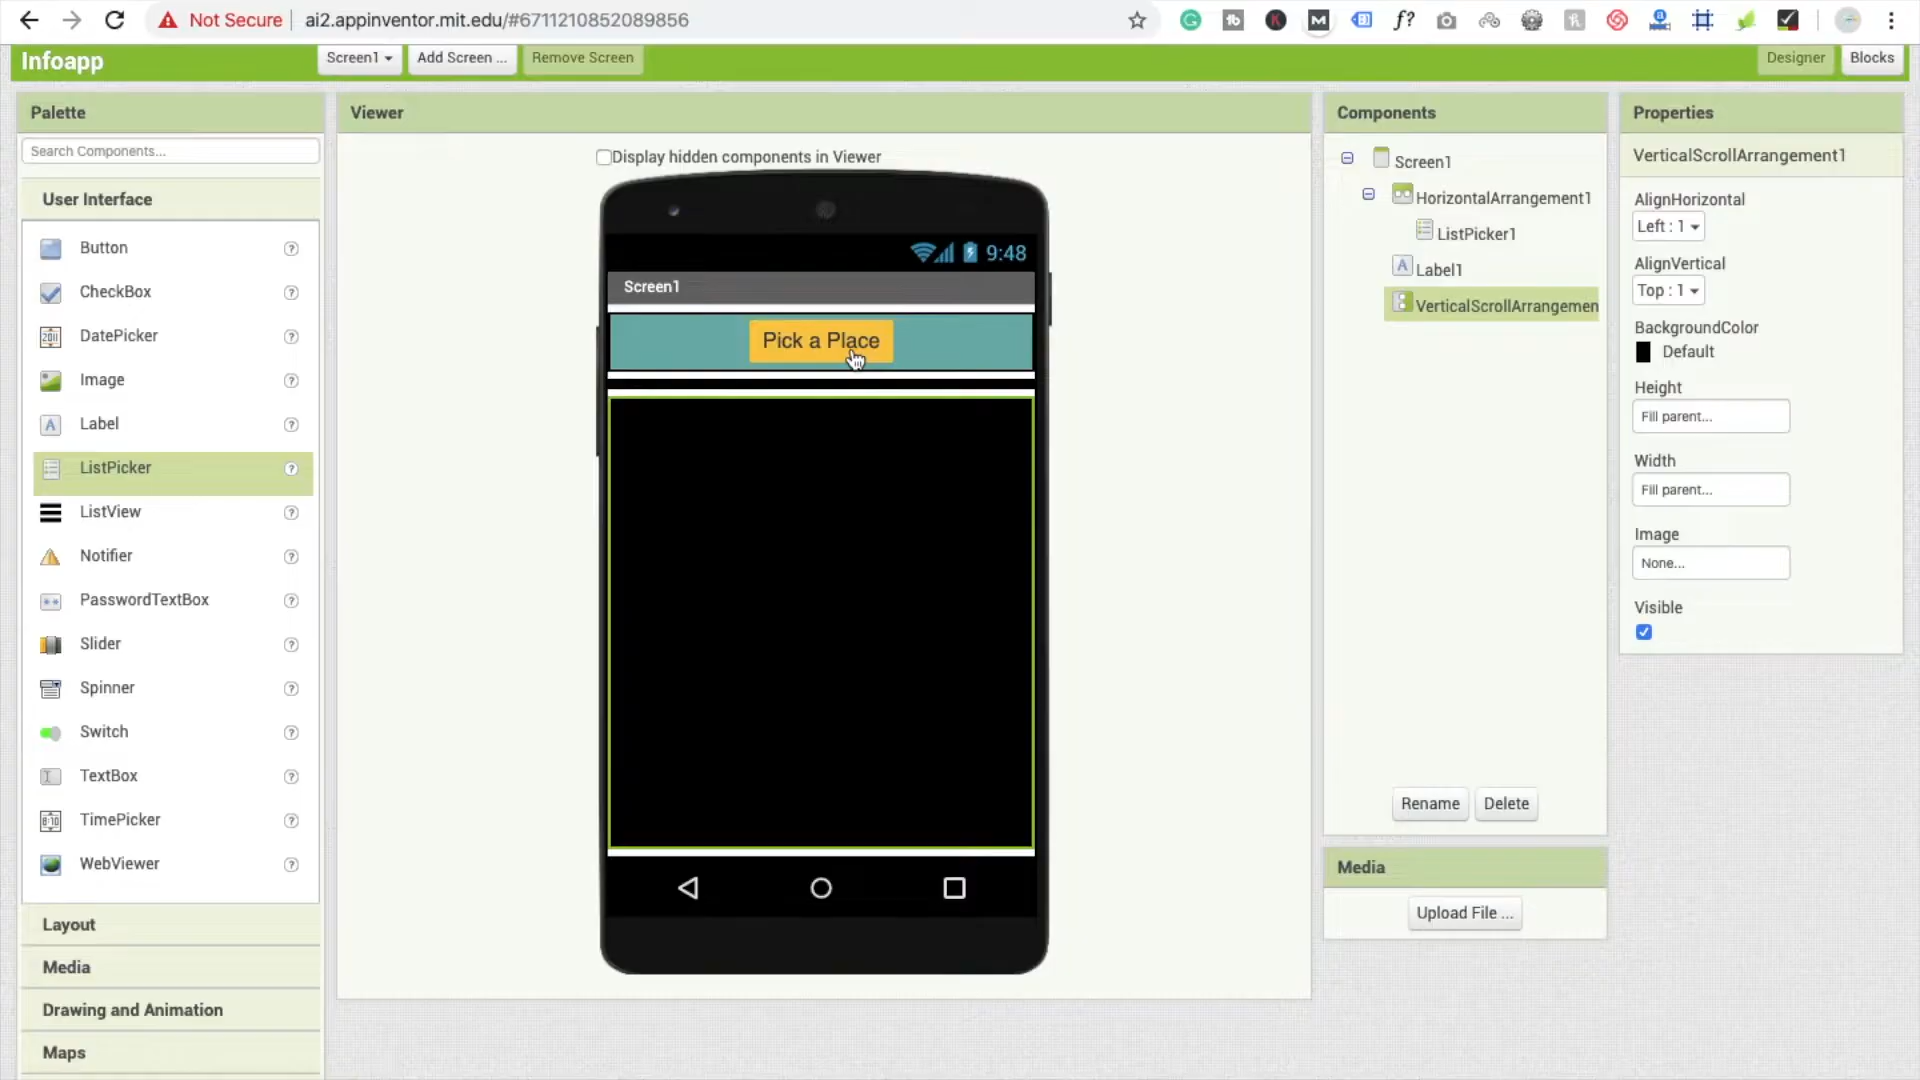 Not Secure
ai2.appinventor.mit.edu/#6711210852089856
Infoapp
Screen1
Add Screen ...
Remove Screen
Designer
Blocks
Palette
Search Components...
User Interface
Button
CheckBox
DatePicker
Image
Label
ListPicker
ListView
Notifier
PasswordTextBox
Slider
Spinner
Switch
TextBox
TimePicker
WebViewer
Layout
Media
Drawing and Animation
Maps
Viewer
Display hidden components in Viewer
9:48
Screen1
Pick a Place
Components
Screen1
HorizontalArrangement1
ListPicker1
Label1
VerticalScrollArrangemen
Rename
Delete
Media
Upload File ...
Properties
VerticalScrollArrangement1
AlignHorizontal
Left : 1
AlignVertical
Top : 1
BackgroundColor
Default
Height
Fill parent...
Width
Fill parent...
Image
None...
Visible